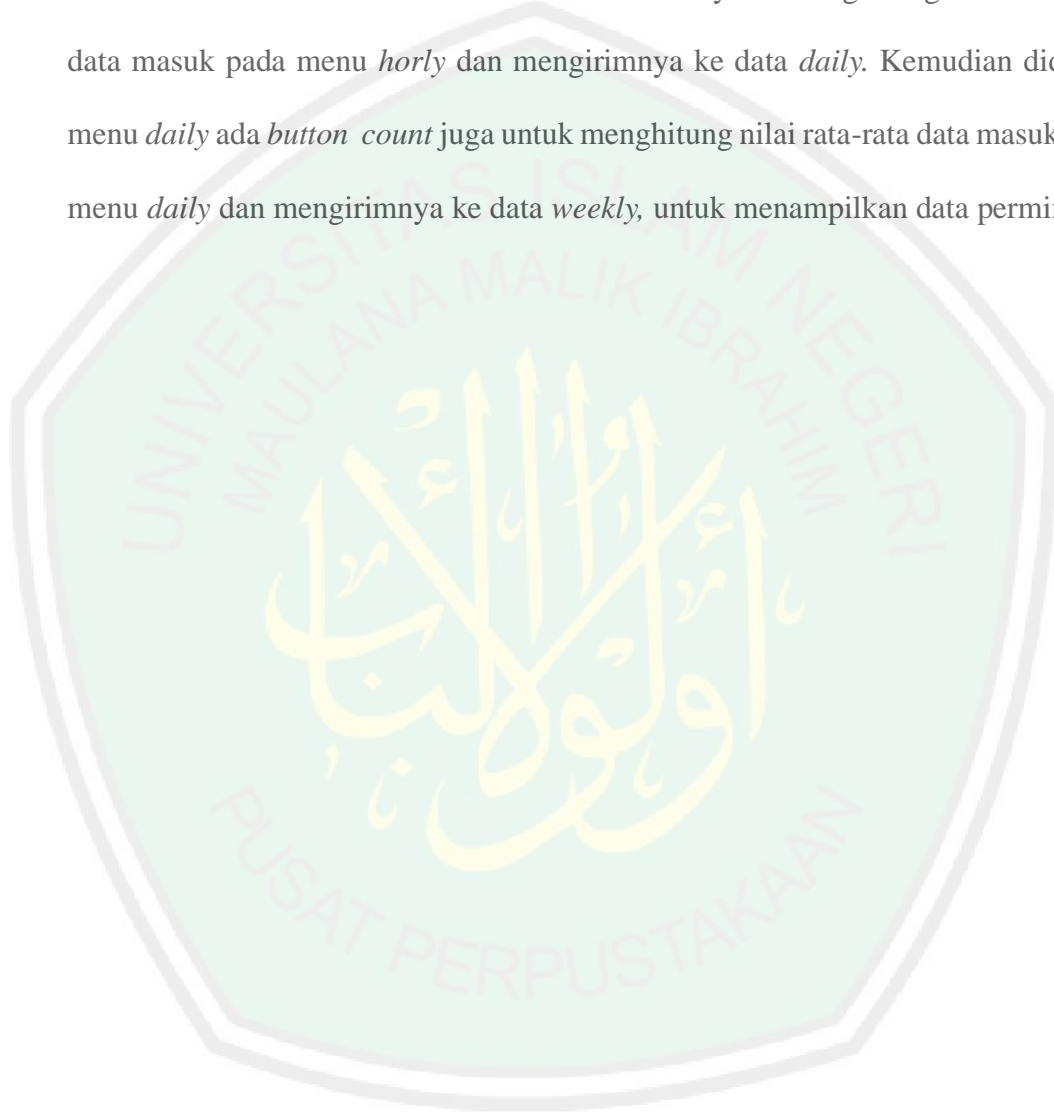 data masuk pada menu horly dan mengirimnya ke data daily. Kemudian
menu daily ada button count juga untuk menghitung nilai rata-rata data masuk
menu daily dan mengirimnya ke data weekly, untuk menampilkan data
UNIVERSITAS ISLAM NEGERI
MAULANA MALIK IBRAHIM
أولوا الألباب
PUSAT PERPUSTAKAAN